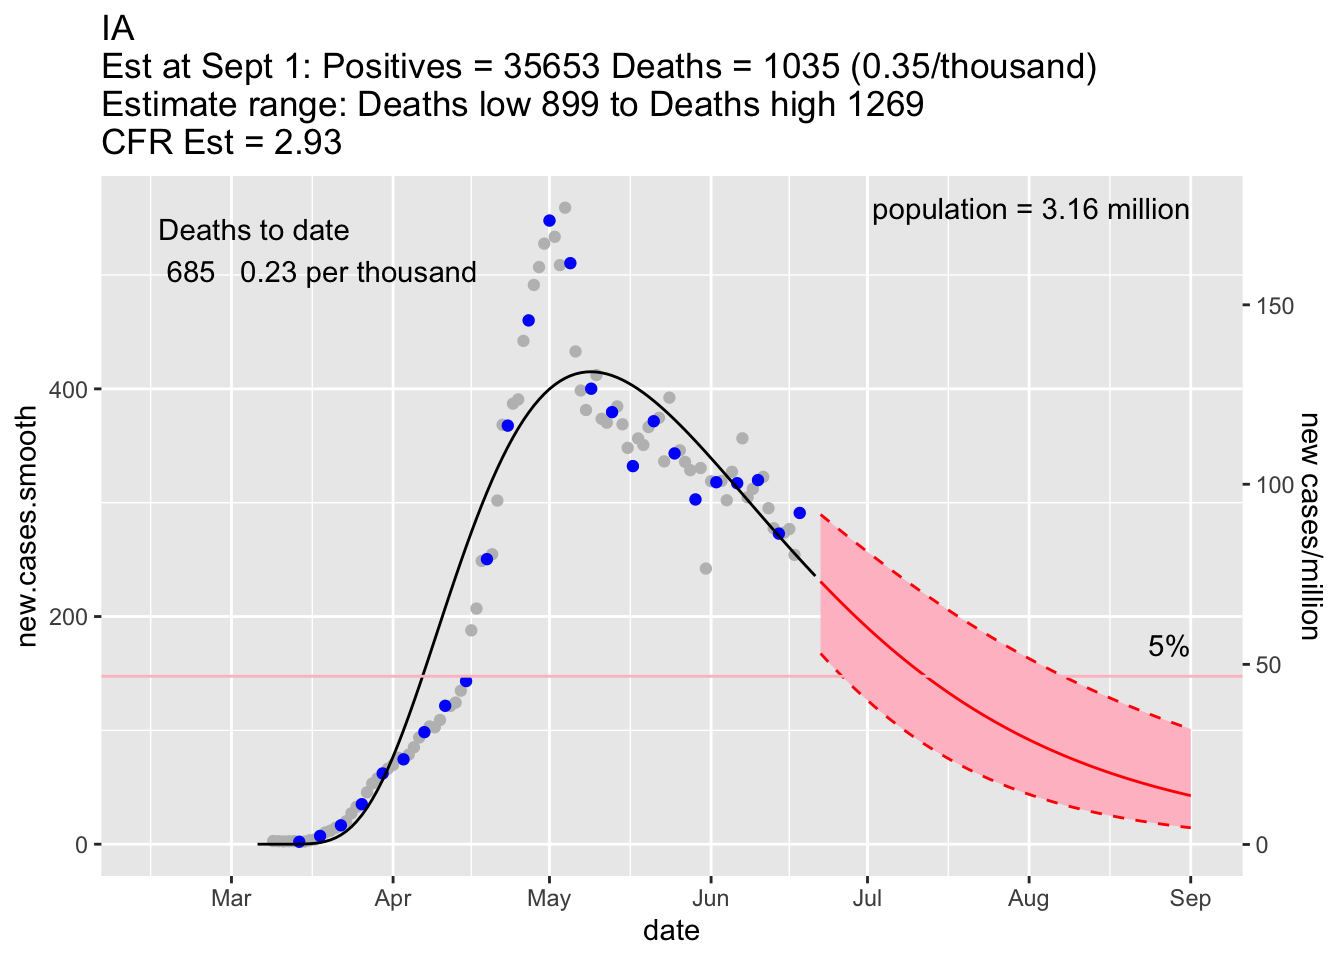 IA
Est at Sept 1: Positives = 35653 Deaths = 1035 (0.35/thousand)
Estimate range: Deaths low 899 to Deaths high 1269
CFR Est = 2.93
population = 3.16 million
Deaths to date
685 0.23 per thousand
5%
new.cases.smooth
400
200
0
new cases/million
150
100
50
0
Mar Apr May Jun Jul Aug Sep
date